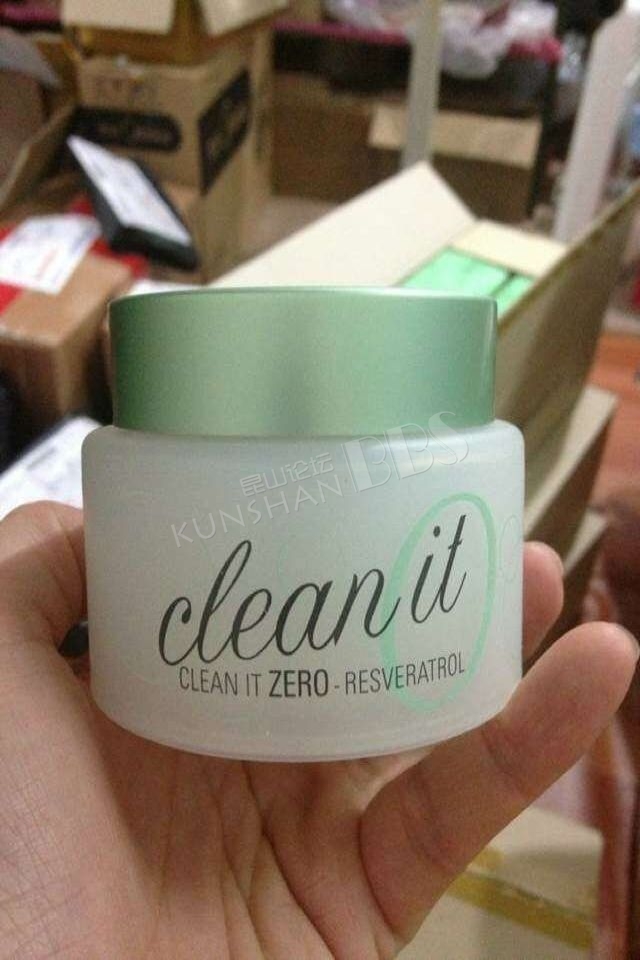 昆山论坛
KUNSHAN BBS
clean it
CLEAN IT ZERO - RESVERATROL